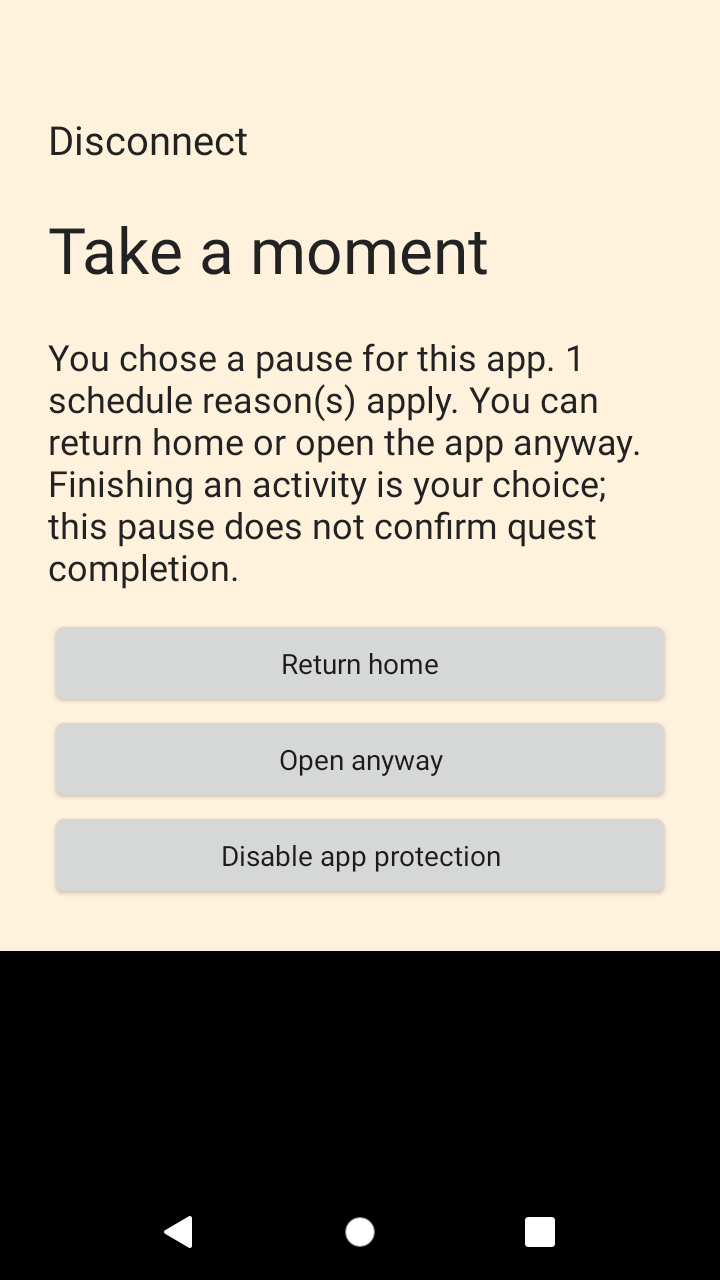 Disconnect
Take a moment
You chose a pause for this app. 1
schedule reason(s) apply. You can
return home or open the app anyway.
Finishing an activity is your choice;
this pause does not confirm quest
completion.
Return home
Open anyway
Disable app protection